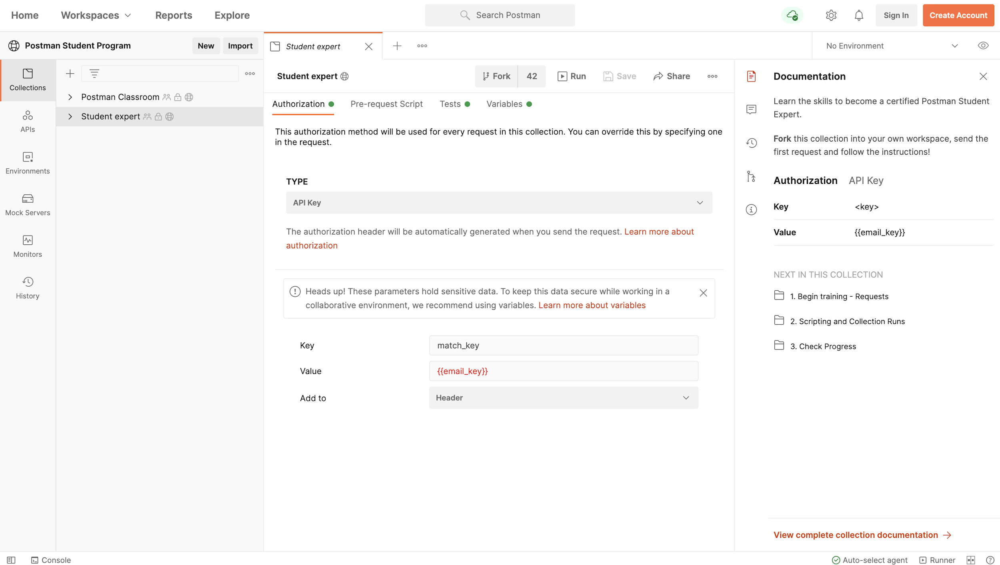 Home
Workspaces
Reports
Explore
Search Postman
Sign In
Create Account
Postman Student Program
New
Import
Student expert
No Environment
Collections
APIs
Environments
Mock Servers
Monitors
History
Postman Classroom
Student expert
Student expert
Fork
42
Run
Save
Share
Authorization
Pre-request Script
Tests
Variables
This authorization method will be used for every request in this collection. You can override this by specifying one
in the request.
TYPE
API Key
The authorization header will be automatically generated when you send the request. Learn more about
authorization
Heads up! These parameters hold sensitive data. To keep this data secure while working in a
collaborative environment, we recommend using variables. Learn more about variables
Key
match_key
Value
{{email_key}}
Add to
Header
Documentation
Learn the skills to become a certified Postman Student
Expert.
Fork this collection into your own workspace, send the
first request and follow the instructions!
Authorization API Key
Key <key>
Value {{email_key}}
NEXT IN THIS COLLECTION
1. Begin training - Requests
2. Scripting and Collection Runs
3. Check Progress
View complete collection documentation
Console
Auto-select agent
Runner